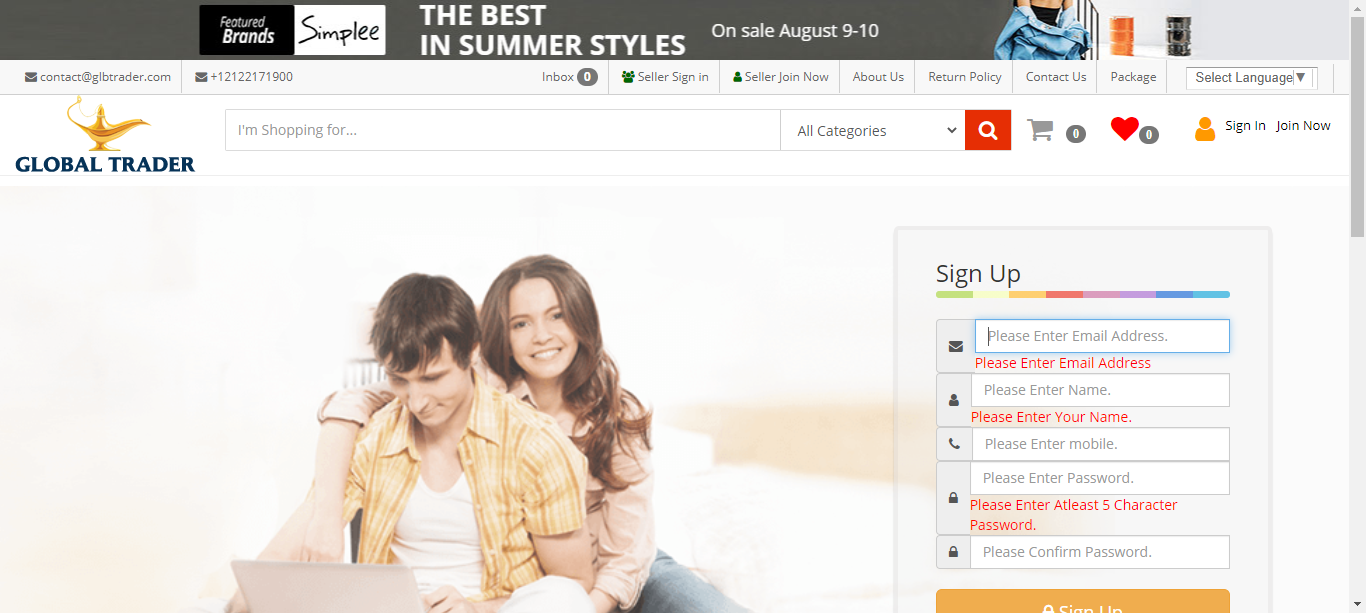 Featured
Brands
Simplee
THE BEST
IN SUMMER STYLES
On sale August 9-10
contact@glbtrader.com
+12122171900
Inbox 0
Seller Sign in
Seller Join Now
About Us
Return Policy
Contact Us
Package
Select Language▼
GLOBAL TRADER
I'm Shopping for...
All Categories
0
0
Sign In
Join Now
Sign Up
Please Enter Email Address.
Please Enter Email Address
Please Enter Name.
Please Enter Your Name.
Please Enter mobile.
Please Enter Password.
Please Enter Atleast 5 Character
Password.
Please Confirm Password.
Sign Up